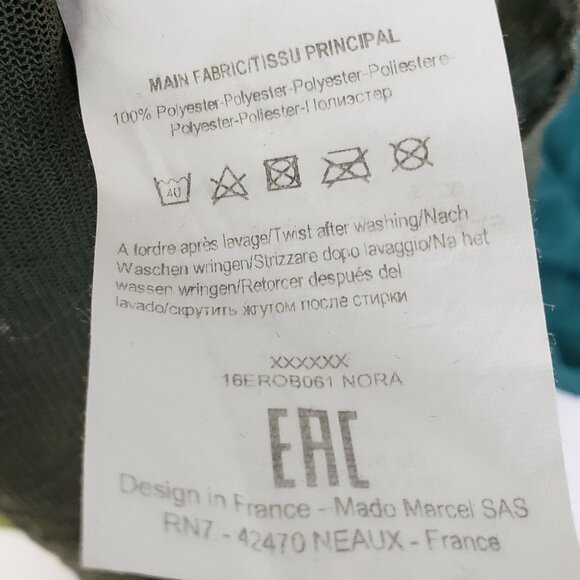 MAIN FABRIC/TISSU PRINCIPAL
100% Polyester-Polyester-Polyester-Poliestere
Polyester-Poliester-Полиэстер
40
A tordre après lavage/Twist after washing/Nach
Waschen wringen/Strizzare dopo lavaggio/Na het
wassen wringen/Retorcer después del
lavado/скрутить жгутом после стирки
XXXXXX
16EROB061 NORA
EAC
Design in France - Mado Marcel SAS
RN7 - 42470 NEAUX - France